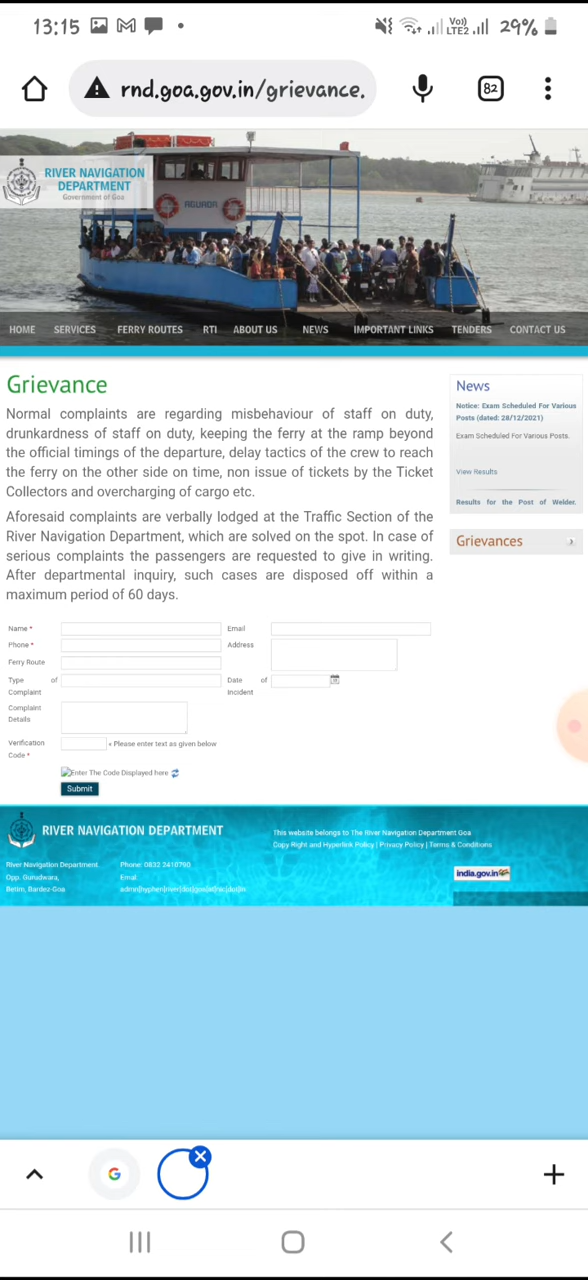 13:15
Vo))
LTE2
29%
rnd.goa.gov.in/grievance.
82
RIVER NAVIGATION
DEPARTMENT
Government of Goa
AGUADA
HOME SERVICES FERRY ROUTES RTI ABOUT US NEWS IMPORTANT LINKS TENDERS CONTACT US
Grievance
Normal complaints are regarding misbehaviour of staff on duty,
drunkardness of staff on duty, keeping the ferry at the ramp beyond
the official timings of the departure, delay tactics of the crew to reach
the ferry on the other side on time, non issue of tickets by the Ticket
Collectors and overcharging of cargo etc.
Aforesaid complaints are verbally lodged at the Traffic Section of the
River Navigation Department, which are solved on the spot. In case of
serious complaints the passengers are requested to give in writing.
After departmental inquiry, such cases are disposed off within a
maximum period of 60 days.
News
Notice: Exam Scheduled For Various
Posts (dated: 28/12/2021)
Exam Scheduled For Various Posts.
View Results
Results for the Post of Welder.
Grievances
Name * Email
Phone * Address
Ferry Route
Type of
Complaint
Date of
Incident
Complaint
Details
Verification
Code *
« Please enter text as given below
Enter The Code Displayed here
Submit
RIVER NAVIGATION DEPARTMENT
River Navigation Department
Opp. Gurudwara,
Betim, Bardez-Goa
Phone: 0832 2410790
Email:
This website belongs to The River Navigation Department Goa
Copy Right and Hyperlink Policy | Privacy Policy | Terms & Conditions
india.gov.in
G